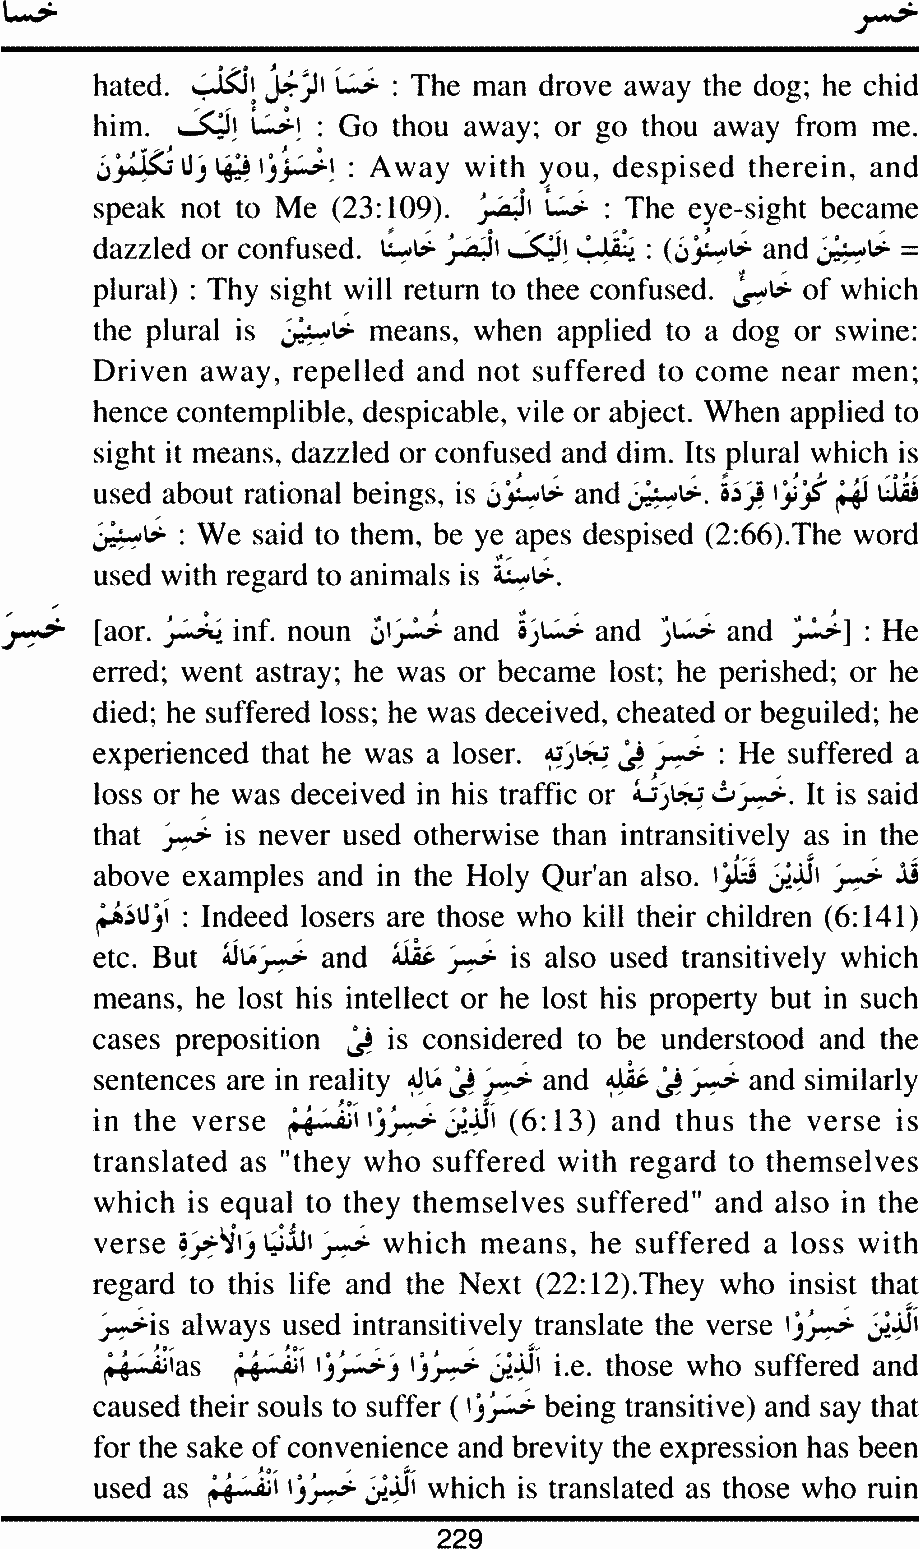 خسا خسر
hated. خَسَاَ الرَّجُلُ الْكَلْبَ : The man drove away the dog; he chid
him. اِخْسَأْ اِلَيْکَ : Go thou away; or go thou away from me.
اِخْسَؤُوْا فِيْهَا وَلَا تُكَلِّمُوْنِ : Away with you, despised therein, and
speak not to Me (23:109). خَسَأَ الْبَصَرُ : The eye-sight became
dazzled or confused. يَنْقَلِبْ اِلَيْکَ الْبَصَرُ خَاسِئًا : (خَاسِئُوْنَ and خَاسِئِيْنَ =
plural) : Thy sight will return to thee confused. خَاسِیٌٔ of which
the plural is خَاسِئِيْنَ means, when applied to a dog or swine:
Driven away, repelled and not suffered to come near men;
hence contemplible, despicable, vile or abject. When applied to
sight it means, dazzled or confused and dim. Its plural which is
used about rational beings, is خَاسِئُوْنَ and خَاسِئِيْنَ. فَقُلْنَا لَهُمْ كُوْنُوْا قِرَدَةً
خَاسِئِيْنَ : We said to them, be ye apes despised (2:66).The word
used with regard to animals is خَاسِئَةٌ.
خَسِرَ [aor. يَخْسَرُ inf. noun خُسْرَانٌ and خَسَارَةٌ and خَسَارٌ and خُسْرٌ] : He
erred; went astray; he was or became lost; he perished; or he
died; he suffered loss; he was deceived, cheated or beguiled; he
experienced that he was a loser. خَسِرَ فِیْ تِجَارَتِهٖ : He suffered a
loss or he was deceived in his traffic or خَسِرَتْ تِجَارَتُهٗ. It is said
that خَسِرَ is never used otherwise than intransitively as in the
above examples and in the Holy Qur'an also. قَدْ خَسِرَ الَّذِيْنَ قَتَلُوْا
اَوْلَادَهُمْ : Indeed losers are those who kill their children (6:141)
etc. But خَسِرَ مَالَهٗ and خَسِرَ عَقْلَهٗ is also used transitively which
means, he lost his intellect or he lost his property but in such
cases preposition فِیْ is considered to be understood and the
sentences are in reality خَسِرَ فِیْ مَالِهٖ and خَسِرَ فِیْ عَقْلِهٖ and similarly
in the verse اَلَّذِيْنَ خَسِرُوْا اَنْفُسَهُمْ (6:13) and thus the verse is
translated as "they who suffered with regard to themselves
which is equal to they themselves suffered" and also in the
verse خَسِرَ الدُّنْيَا وَالْاٰخِرَةِ which means, he suffered a loss with
regard to this life and the Next (22:12).They who insist that
خَسِرَ is always used intransitively translate the verse اَلَّذِيْنَ خَسِرُوْا
اَنْفُسَهُمْ as اَلَّذِيْنَ خَسِرُوْا وَخَسَرُوْا اَنْفُسَهُمْ i.e. those who suffered and
caused their souls to suffer (خَسَرُوْا being transitive) and say that
for the sake of convenience and brevity the expression has been
used as اَلَّذِيْنَ خَسِرُوْا اَنْفُسَهُمْ which is translated as those who ruin
229